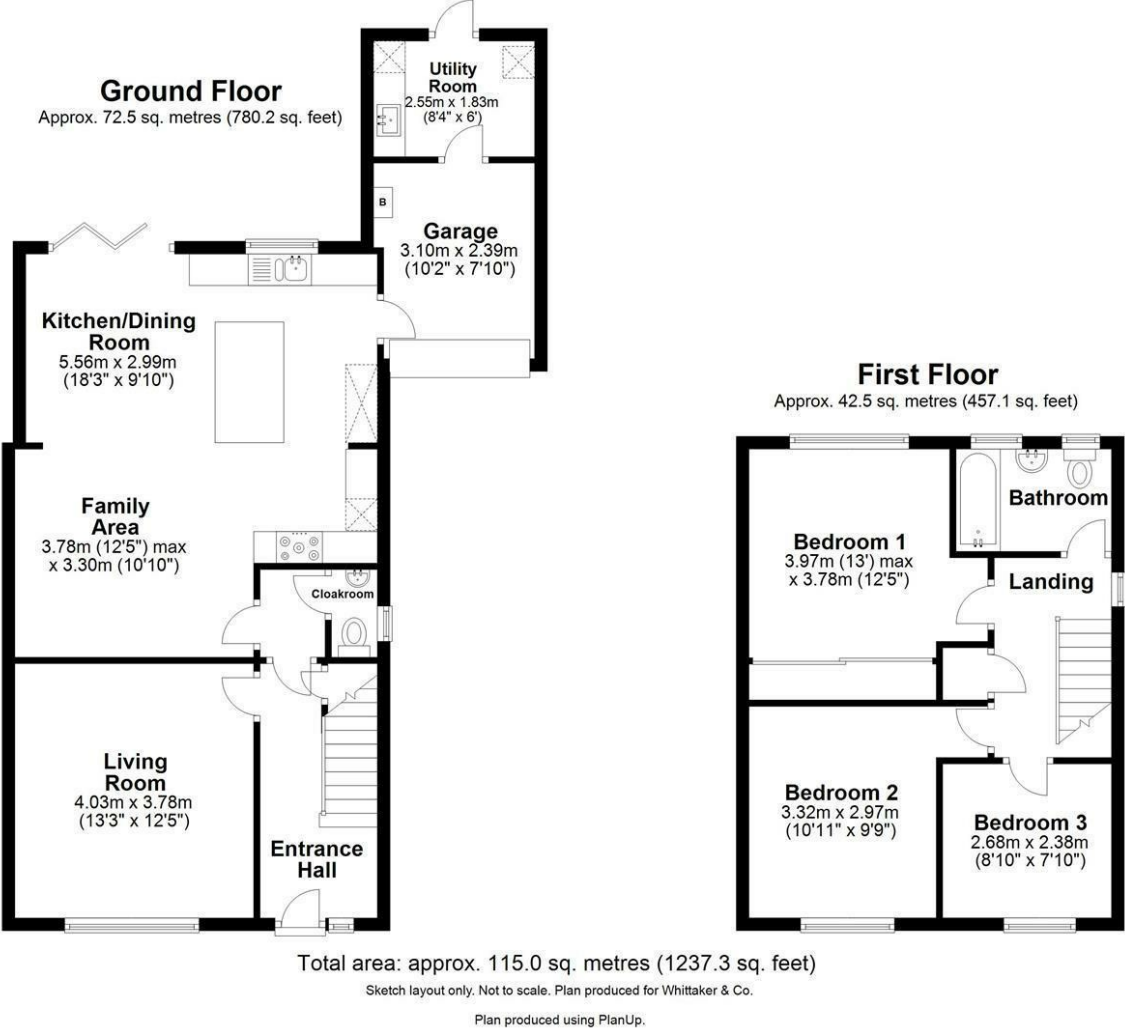 Ground Floor
Approx. 72.5 sq. metres (780.2 sq. feet)
Utility
Room
2.55m x 1.83m
(8'4" x 6')
B
Garage
3.10m x 2.39m
(10'2" x 7'10")
Kitchen/Dining
Room
5.56m x 2.99m
(18'3" x 9'10")
Family
Area
3.78m (12'5") max
x 3.30m (10'10")
Cloakroom
Living
Room
4.03m x 3.78m
(13'3" x 12'5")
Entrance
Hall
First Floor
Approx. 42.5 sq. metres (457.1 sq. feet)
Bathroom
Bedroom 1
3.97m (13') max
x 3.78m (12'5")
Landing
Bedroom 2
3.32m x 2.97m
(10'11" x 9'9")
Bedroom 3
2.68m x 2.38m
(8'10" x 7'10")
Total area: approx. 115.0 sq. metres (1237.3 sq. feet)
Sketch layout only. Not to scale. Plan produced for Whittaker & Co.
Plan produced using PlanUp.